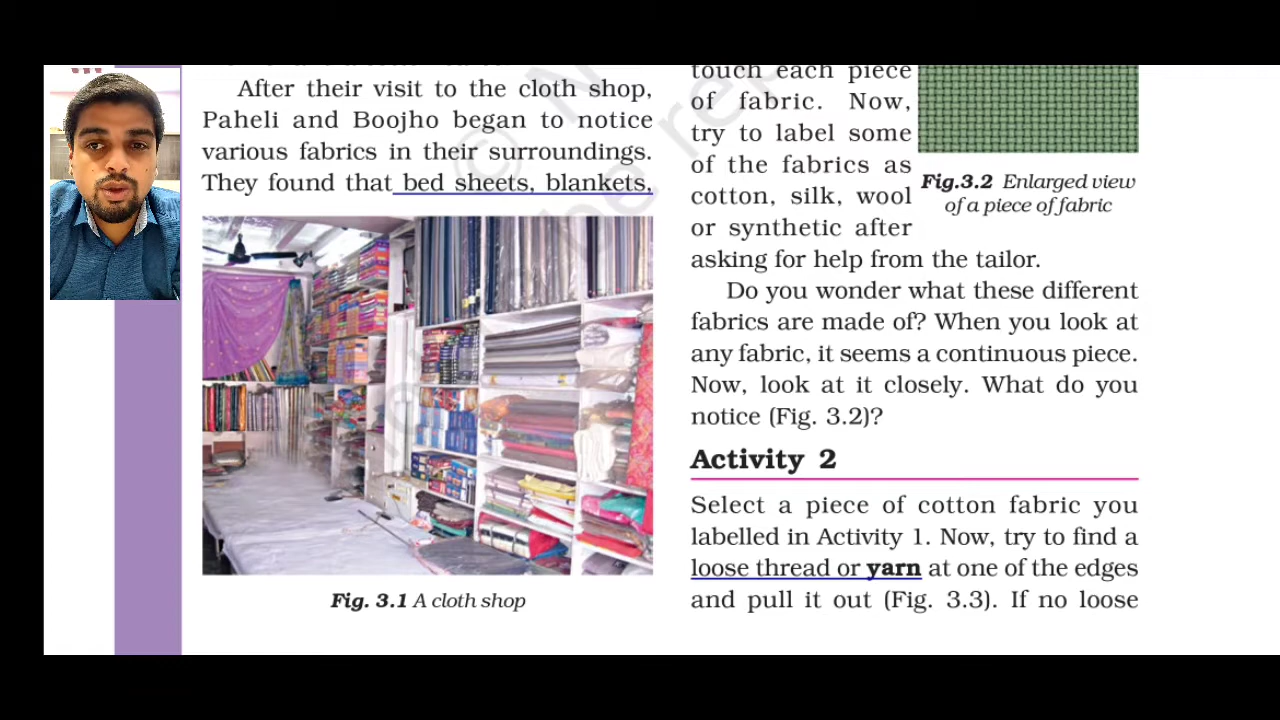 After their visit to the cloth shop,
Paheli and Boojho began to notice
various fabrics in their surroundings.
They found that bed sheets, blankets,
Fig. 3.1 A cloth shop
touch each piece
of fabric. Now,
try to label some
of the fabrics as
cotton, silk, wool
or synthetic after
asking for help from the tailor.
Fig.3.2 Enlarged view
of a piece of fabric
Do you wonder what these different
fabrics are made of? When you look at
any fabric, it seems a continuous piece.
Now, look at it closely. What do you
notice (Fig. 3.2)?
Activity 2
Select a piece of cotton fabric you
labelled in Activity 1. Now, try to find a
loose thread or yarn at one of the edges
and pull it out (Fig. 3.3). If no loose